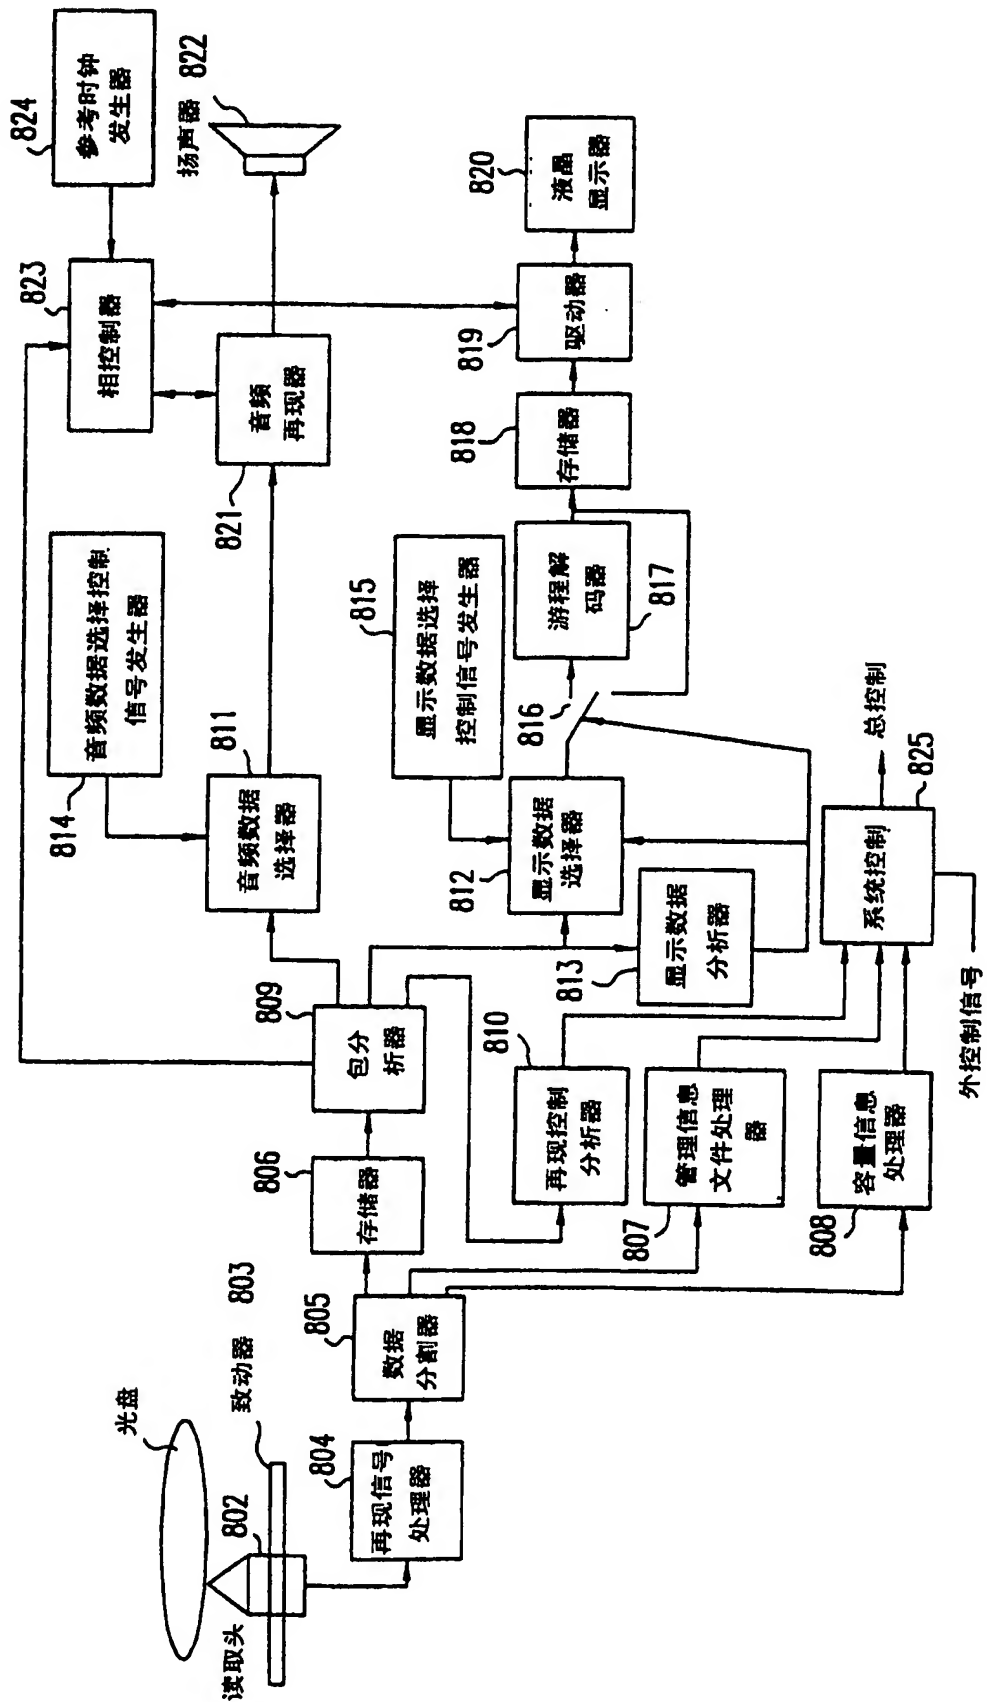 光盘
读取头
802
致动器 803
再现信号
处理器
804
数据
分割器
805
存储器
806
管理信息
文件处理
器
807
容量信息
处理器
808
包分
析器
809
再现控制
分析器
810
音频数据
选择器
811
显示数据
选择器
812
显示数据
分析器
813
音频数据选择控制
信号发生器
814
显示数据选择
控制信号发生器
815
816
游程解
码器
817
存储器
818
驱动器
819
液晶
显示器
820
音频
再现器
821
扬声器 822
相控制器
823
参考时钟
发生器
824
系统控制
825
总控制
外控制信号